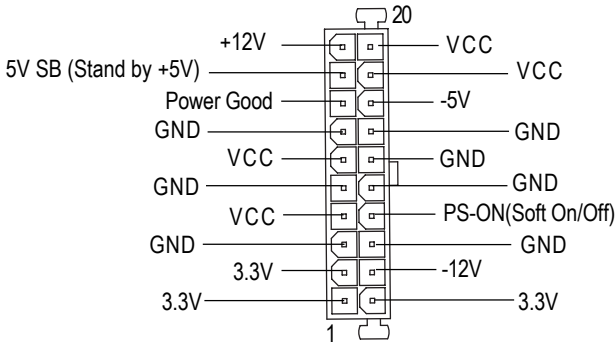 20
+12V VCC
5V SB (Stand by +5V) VCC
Power Good -5V
GND GND
VCC GND
GND GND
VCC PS-ON(Soft On/Off)
GND GND
3.3V -12V
3.3V 3.3V
1